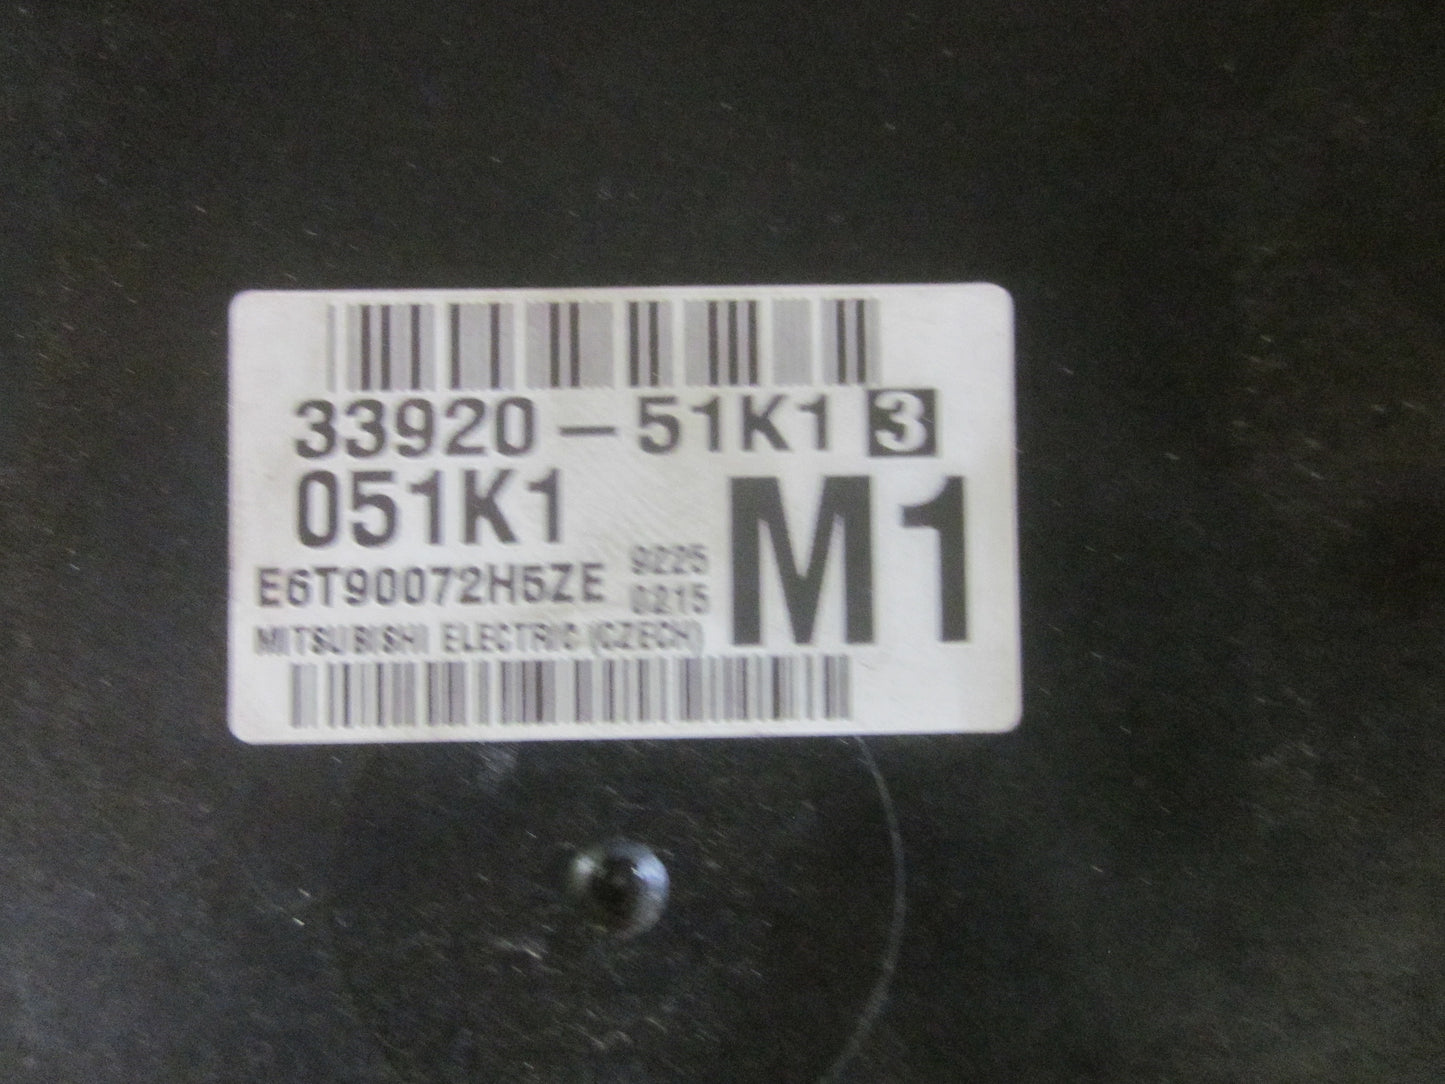 33920-51K1 3
051K1
M1
E6T90072H5ZE
9225
0215
MITSUBISHI ELECTRIC (CZECH)